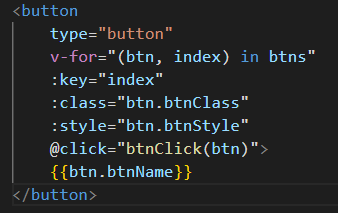 <button
    type="button"
    v-for="(btn, index) in btns"
    :key="index"
    :class="btn.btnClass"
    :style="btn.btnStyle"
    @click="btnClick(btn)">
    {{btn.btnName}}
</button>